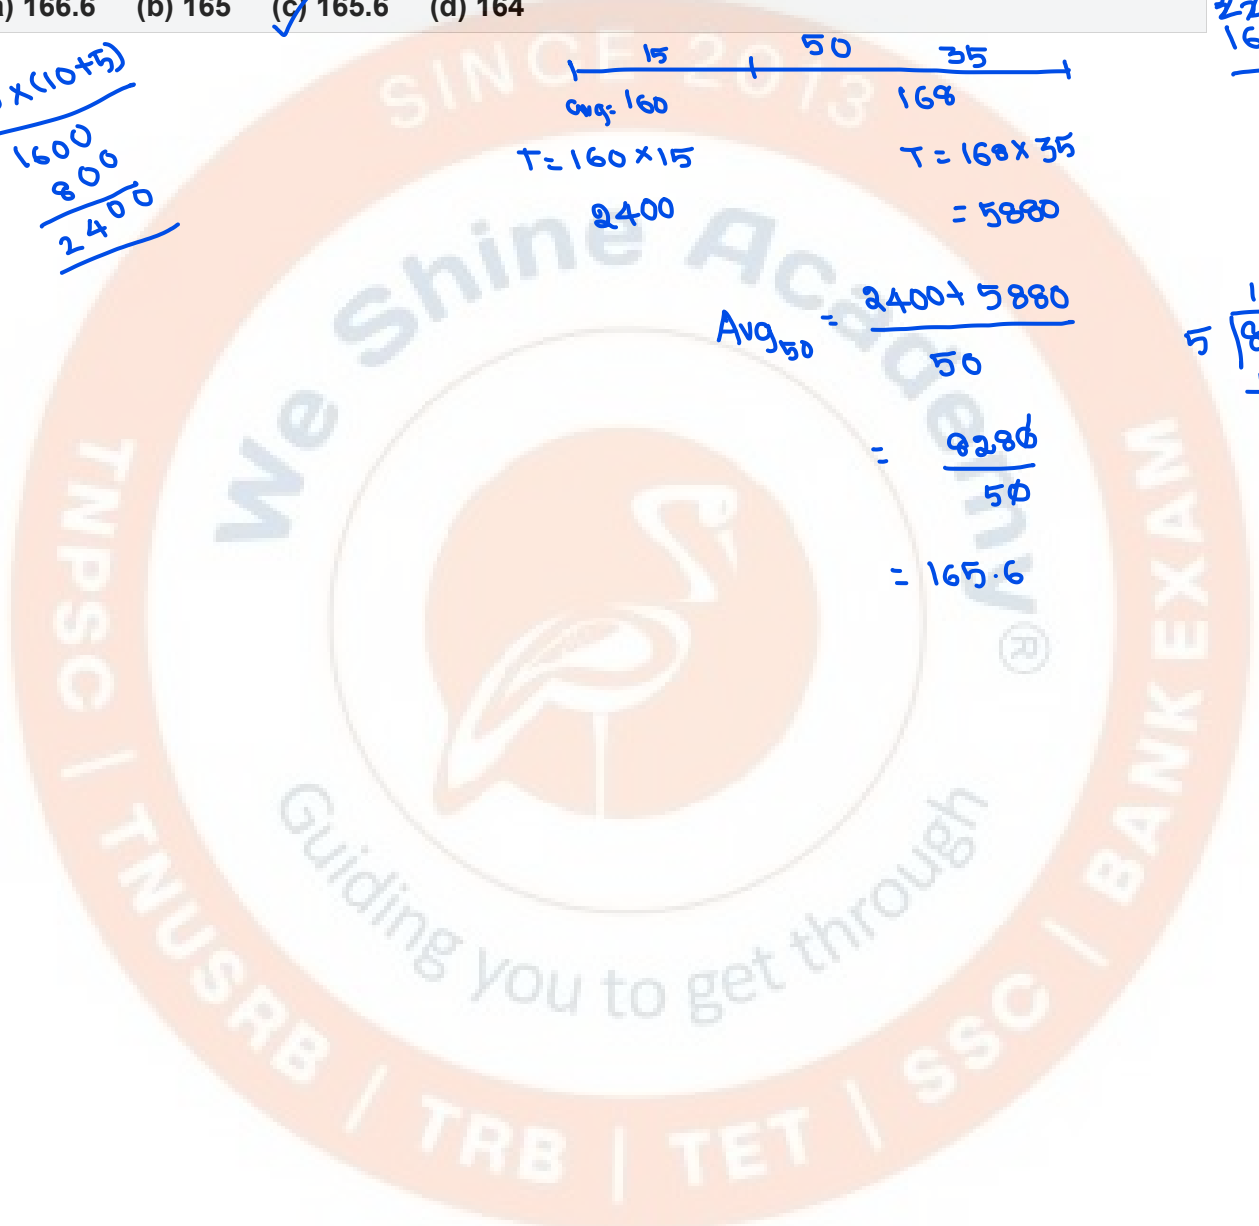 a) 166.6 (b) 165 (c) 165.6 (d) 164
15 50 35
avg= 160 168
T= 160 × 15 T = 168 × 35
2400 = 5880
Avg50 = 2400 + 5880
50
= 8280
50
= 165.6
×(10+5)
1600
800
2400
16
5
SINCE 2013
We Shine Academy ®
Guiding you to get through
TNPSC | TNUSRB | TRB | TET | SSC | BANK EXAM